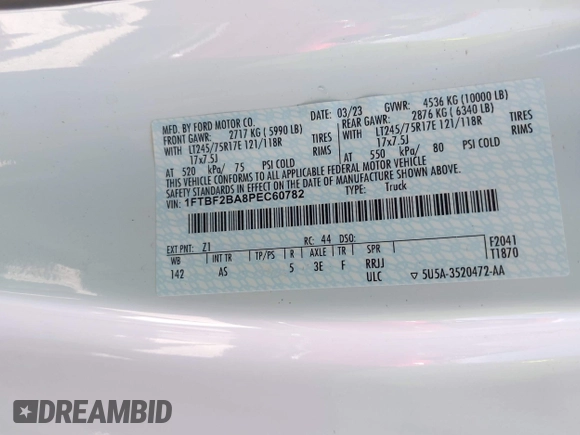 MFD. BY FORD MOTOR CO.
DATE: 03/23 GVWR: 4536 KG (10000 LB)
FRONT GAWR: 2717 KG ( 5990 LB) REAR GAWR: 2876 KG ( 6340 LB)
WITH LT245/75R17E 121/118R TIRES WITH LT245/75R17E 121/118R TIRES
17x7.5J RIMS 17x7.5J RIMS
AT 520 kPa/ 75 PSI COLD AT 550 kPa/ 80 PSI COLD
THIS VEHICLE CONFORMS TO ALL APPLICABLE FEDERAL MOTOR VEHICLE
SAFETY STANDARDS IN EFFECT ON THE DATE OF MANUFACTURE SHOWN ABOVE.
VIN: 1FTBF2BA8PEC60782 TYPE: Truck
EXT PNT: Z1 RC: 44 DSO:
WB INT TR TP/PS R AXLE TR SPR F2041
142 AS 5 3E F RRJJ T1870
ULC ▽ 5U5A-3520472-AA
DREAMBID